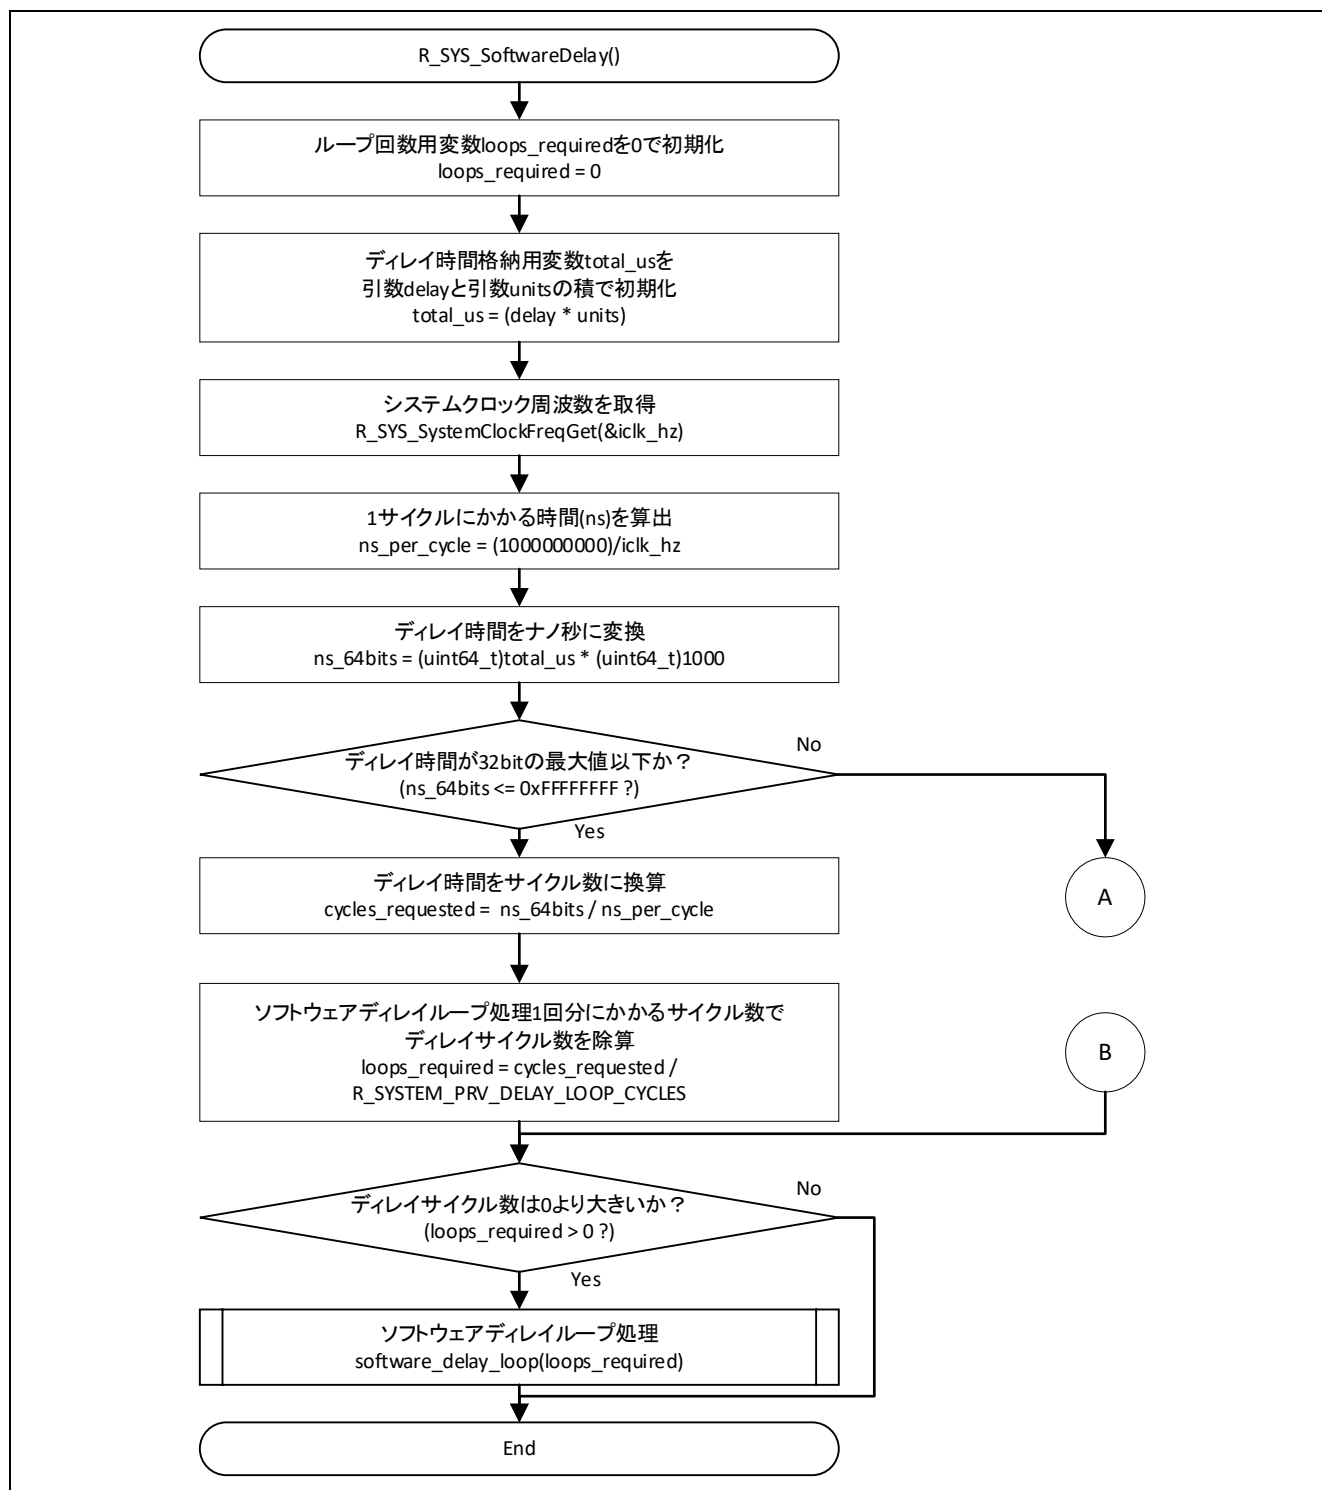 R_SYS_SoftwareDelay()
ループ回数用変数loops_requiredを0で初期化
loops_required = 0
ディレイ時間格納用変数total_usを
引数delayと引数unitsの積で初期化
total_us = (delay * units)
システムクロック周波数を取得
R_SYS_SystemClockFreqGet(&iclk_hz)
1サイクルにかかる時間(ns)を算出
ns_per_cycle = (1000000000)/iclk_hz
ディレイ時間をナノ秒に変換
ns_64bits = (uint64_t)total_us * (uint64_t)1000
No
ディレイ時間が32bitの最大値以下か？
(ns_64bits <= 0xFFFFFFFF ?)
Yes
ディレイ時間をサイクル数に換算
cycles_requested = ns_64bits / ns_per_cycle
A
ソフトウェアディレイループ処理1回分にかかるサイクル数で
ディレイサイクル数を除算
loops_required = cycles_requested /
R_SYSTEM_PRV_DELAY_LOOP_CYCLES
B
No
ディレイサイクル数は0より大きいか？
(loops_required > 0 ?)
Yes
ソフトウェアディレイループ処理
software_delay_loop(loops_required)
End